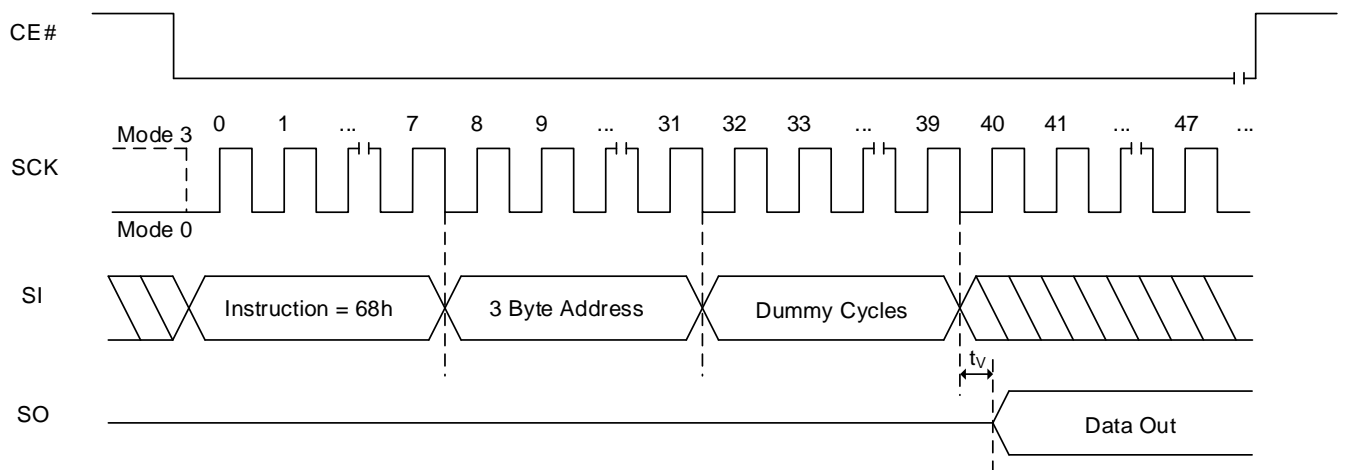 CE#
Mode 3 0 1 ... 7 8 9 ... 31 32 33 ... 39 40 41 ... 47 ...
SCK
Mode 0
SI Instruction = 68h 3 Byte Address Dummy Cycles
tV
SO Data Out